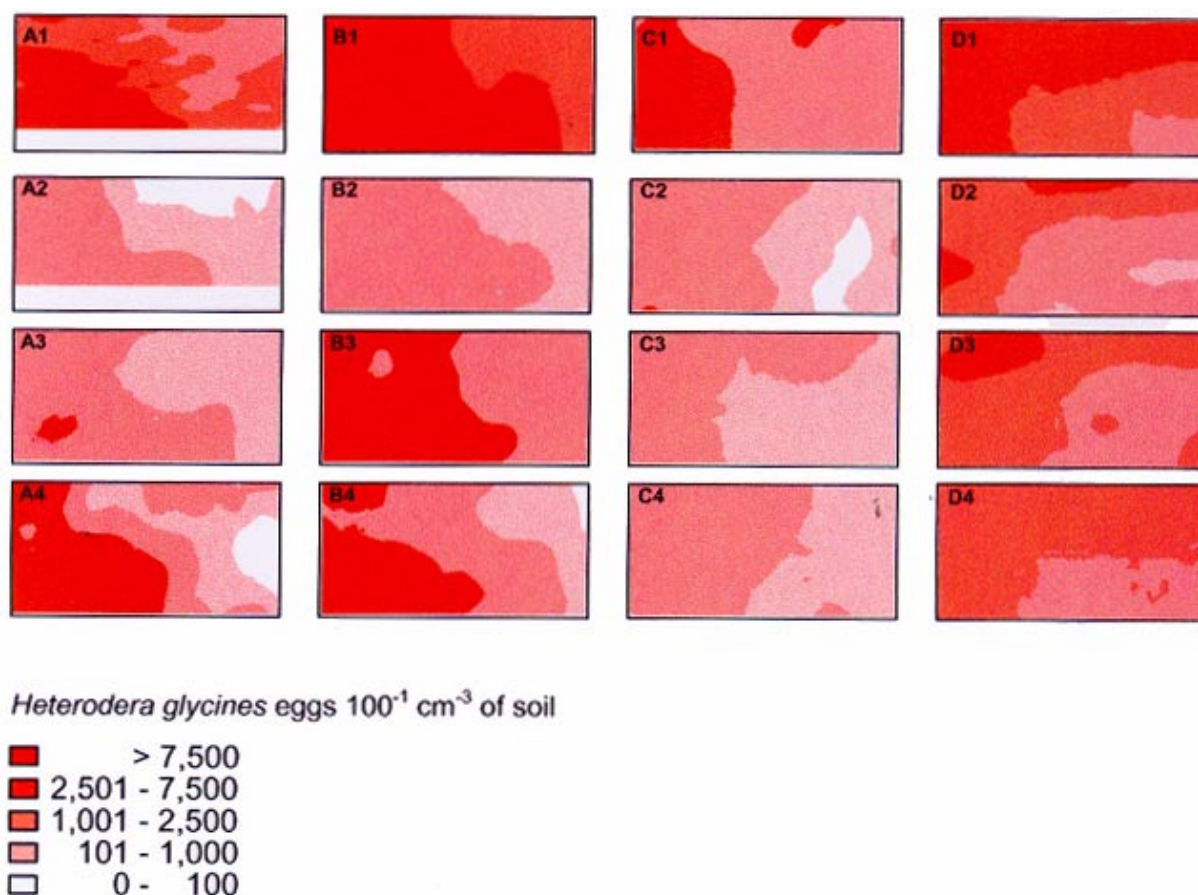 A1 B1 C1 D1
A2 B2 C2 D2
A3 B3 C3 D3
A4 B4 C4 D4
Heterodera glycines eggs 100⁻¹ cm⁻³ of soil
> 7,500
2,501 - 7,500
1,001 - 2,500
101 - 1,000
0 - 100